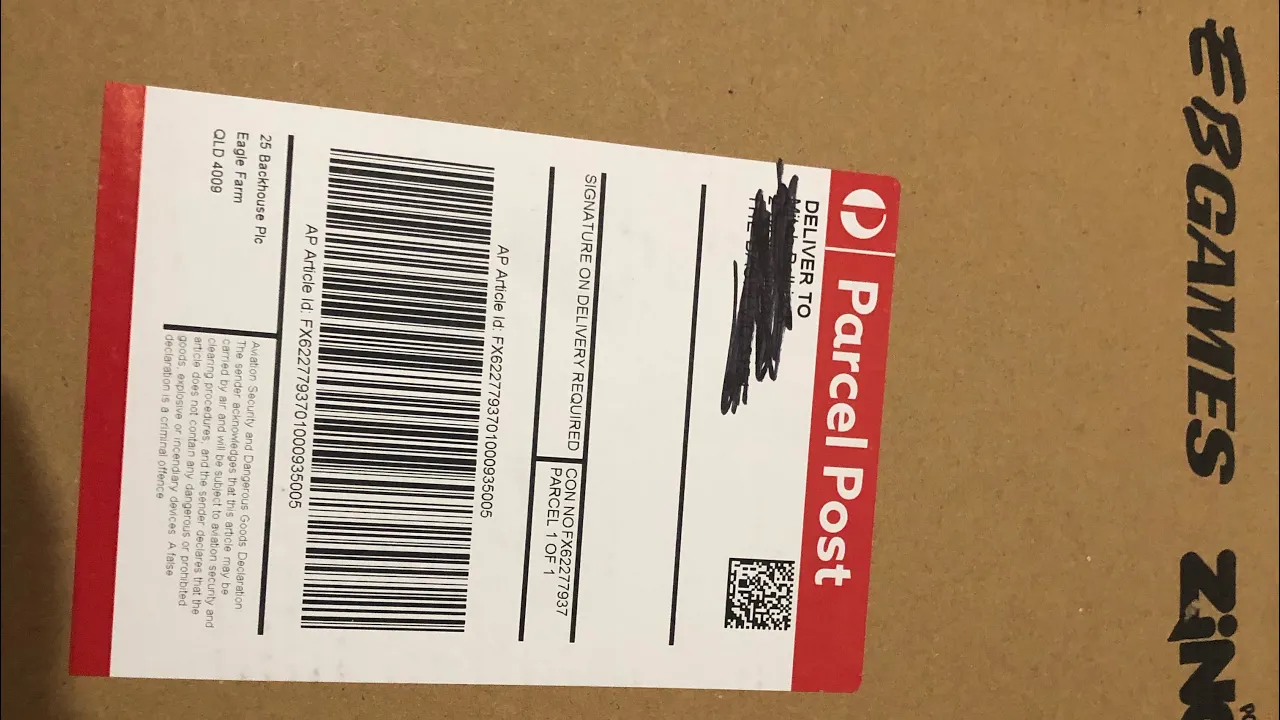 EBGAMES ZiNG
Parcel Post
DELIVER TO
SIGNATURE ON DELIVERY REQUIRED
CON NO FX62277937
PARCEL 1 OF 1
AP Article Id: FX6227793701000935005
AP Article Id: FX6227793701000935005
25 Backhouse Plc
Eagle Farm
QLD 4009
Aviation Security and Dangerous Goods Declaration
The sender acknowledges that this article may be
carried by air and will be subject to aviation security and
clearing procedures; and the sender declares that the
article does not contain any dangerous or prohibited
goods, explosive or incendiary devices. A false
declaration is a criminal offence